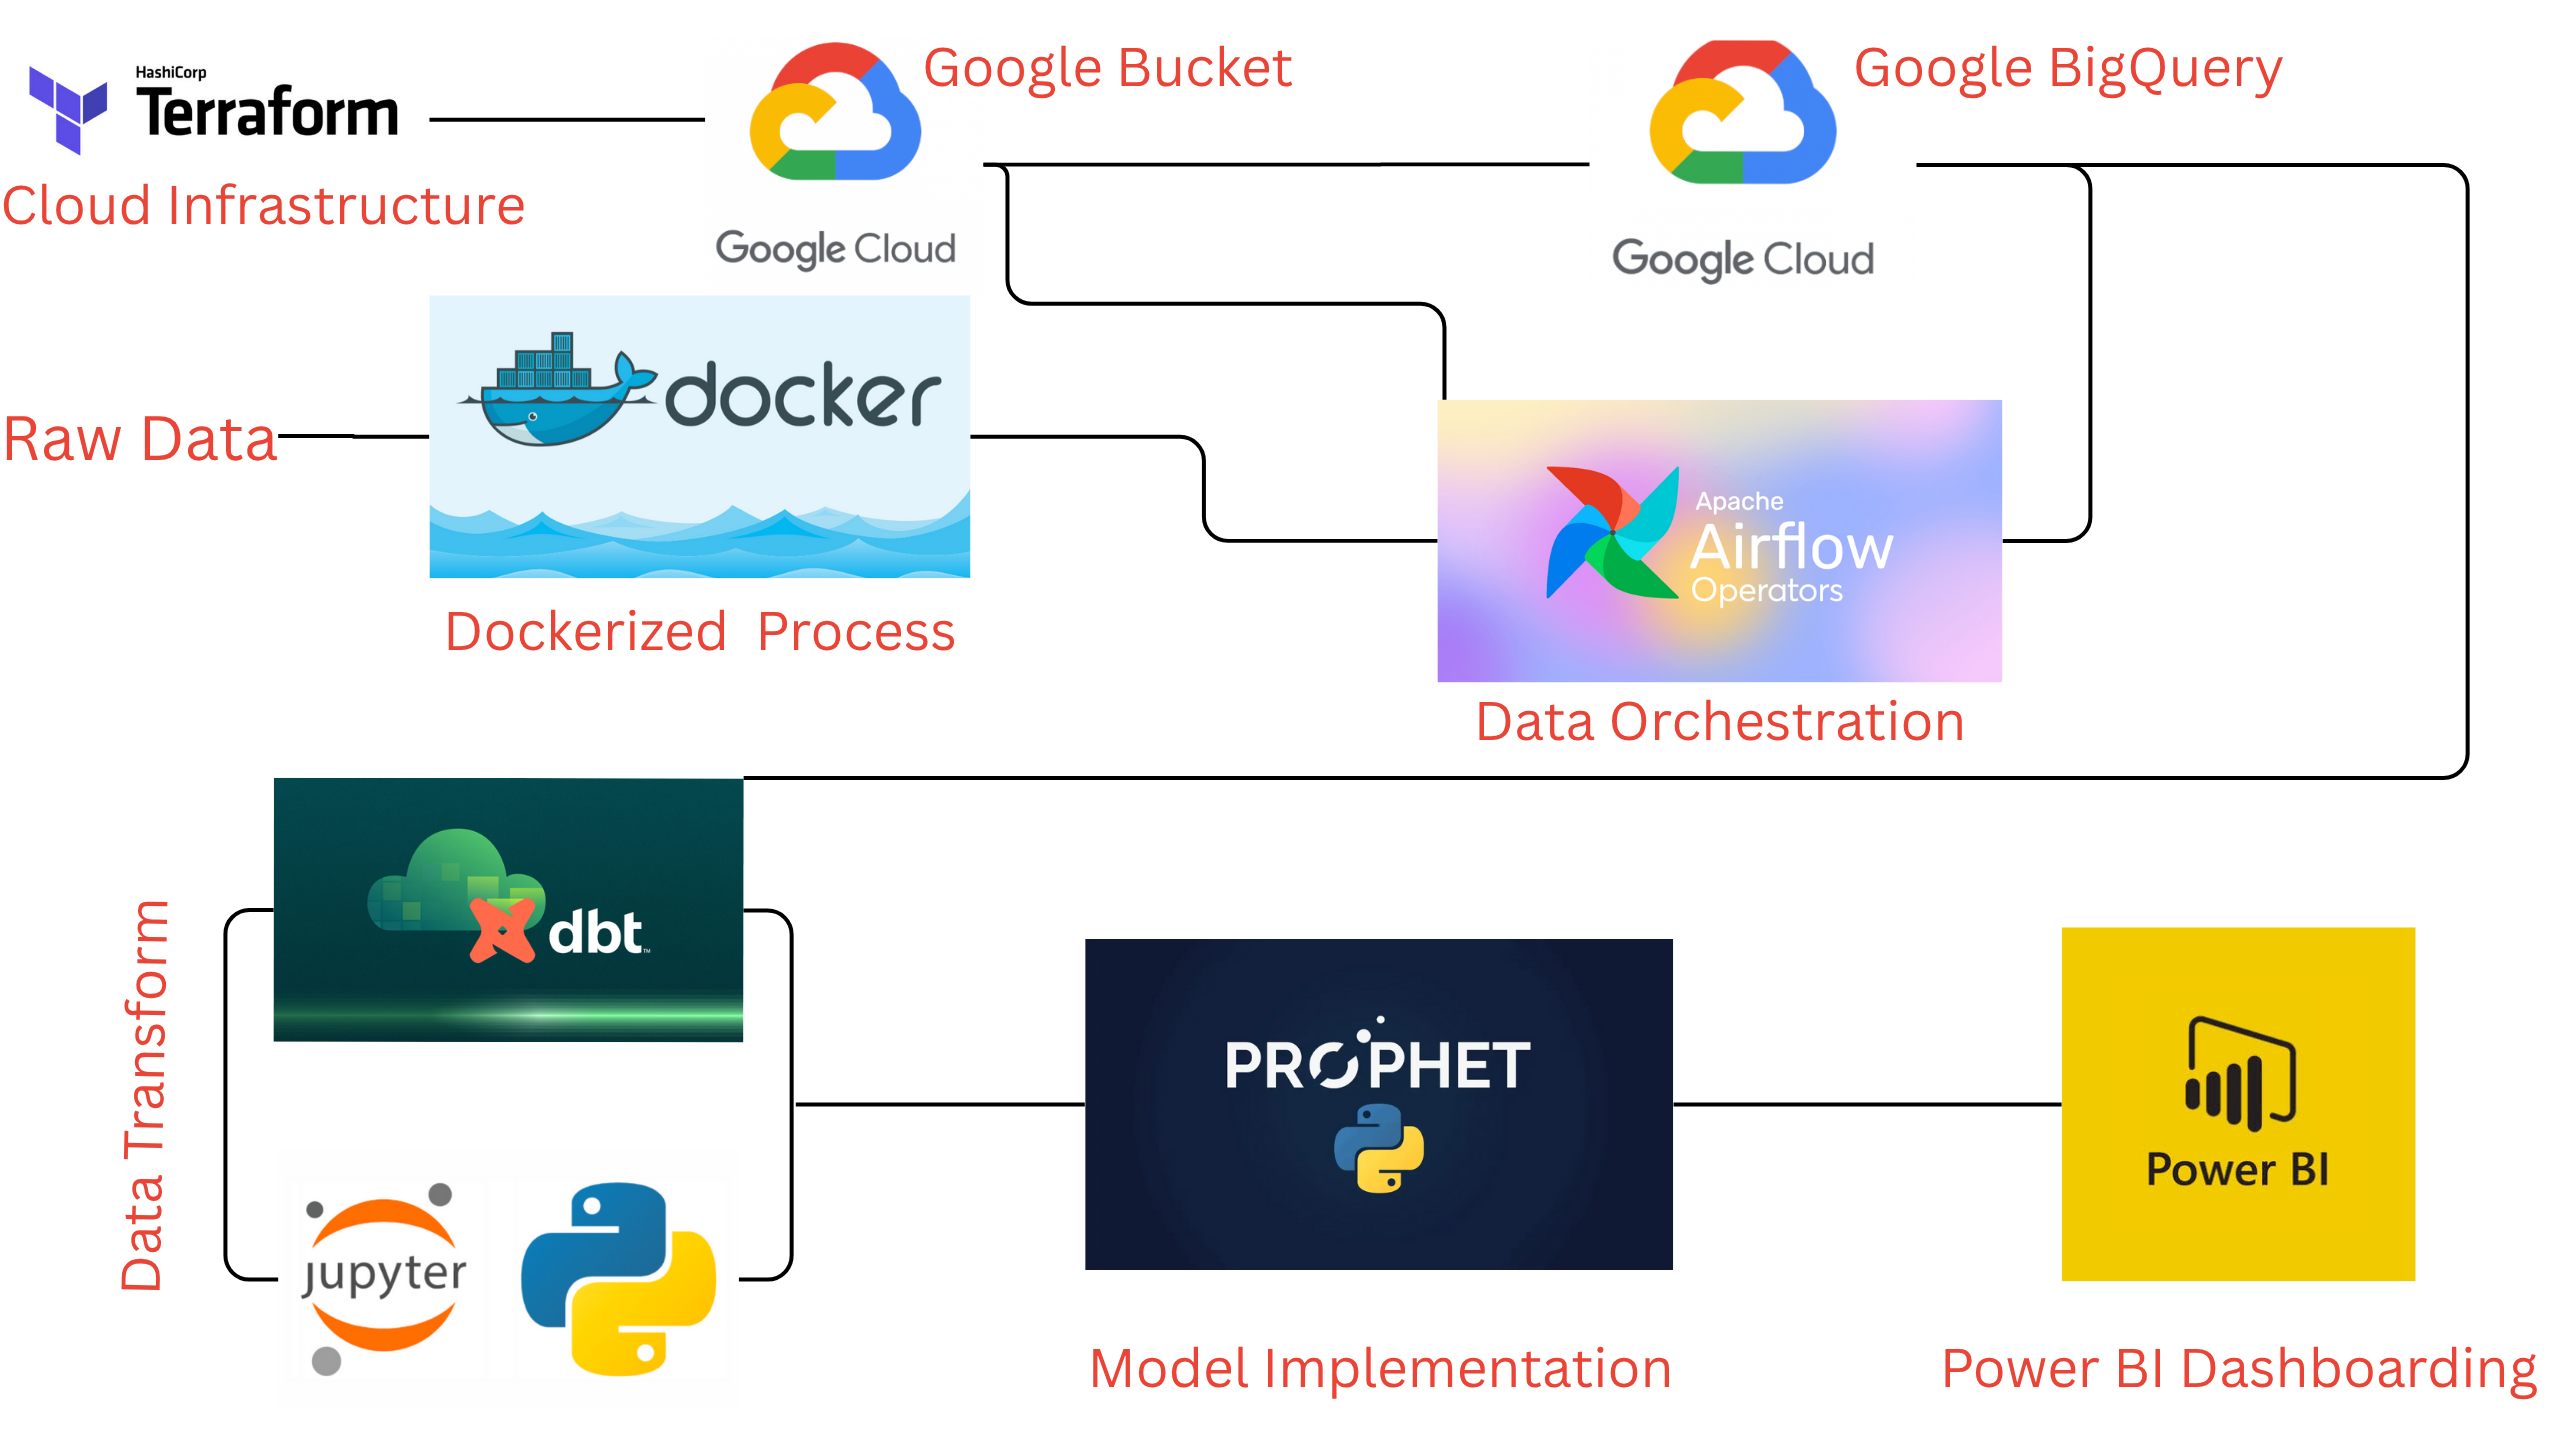 HashiCorp
Terraform
Cloud Infrastructure
Google Bucket
Google Cloud
Google BigQuery
Google Cloud
Raw Data
docker
Dockerized Process
Apache
Airflow
Operators
Data Orchestration
Data Transform
dbt
TM
jupyter
PROPHET
Model Implementation
Power BI
Power BI Dashboarding